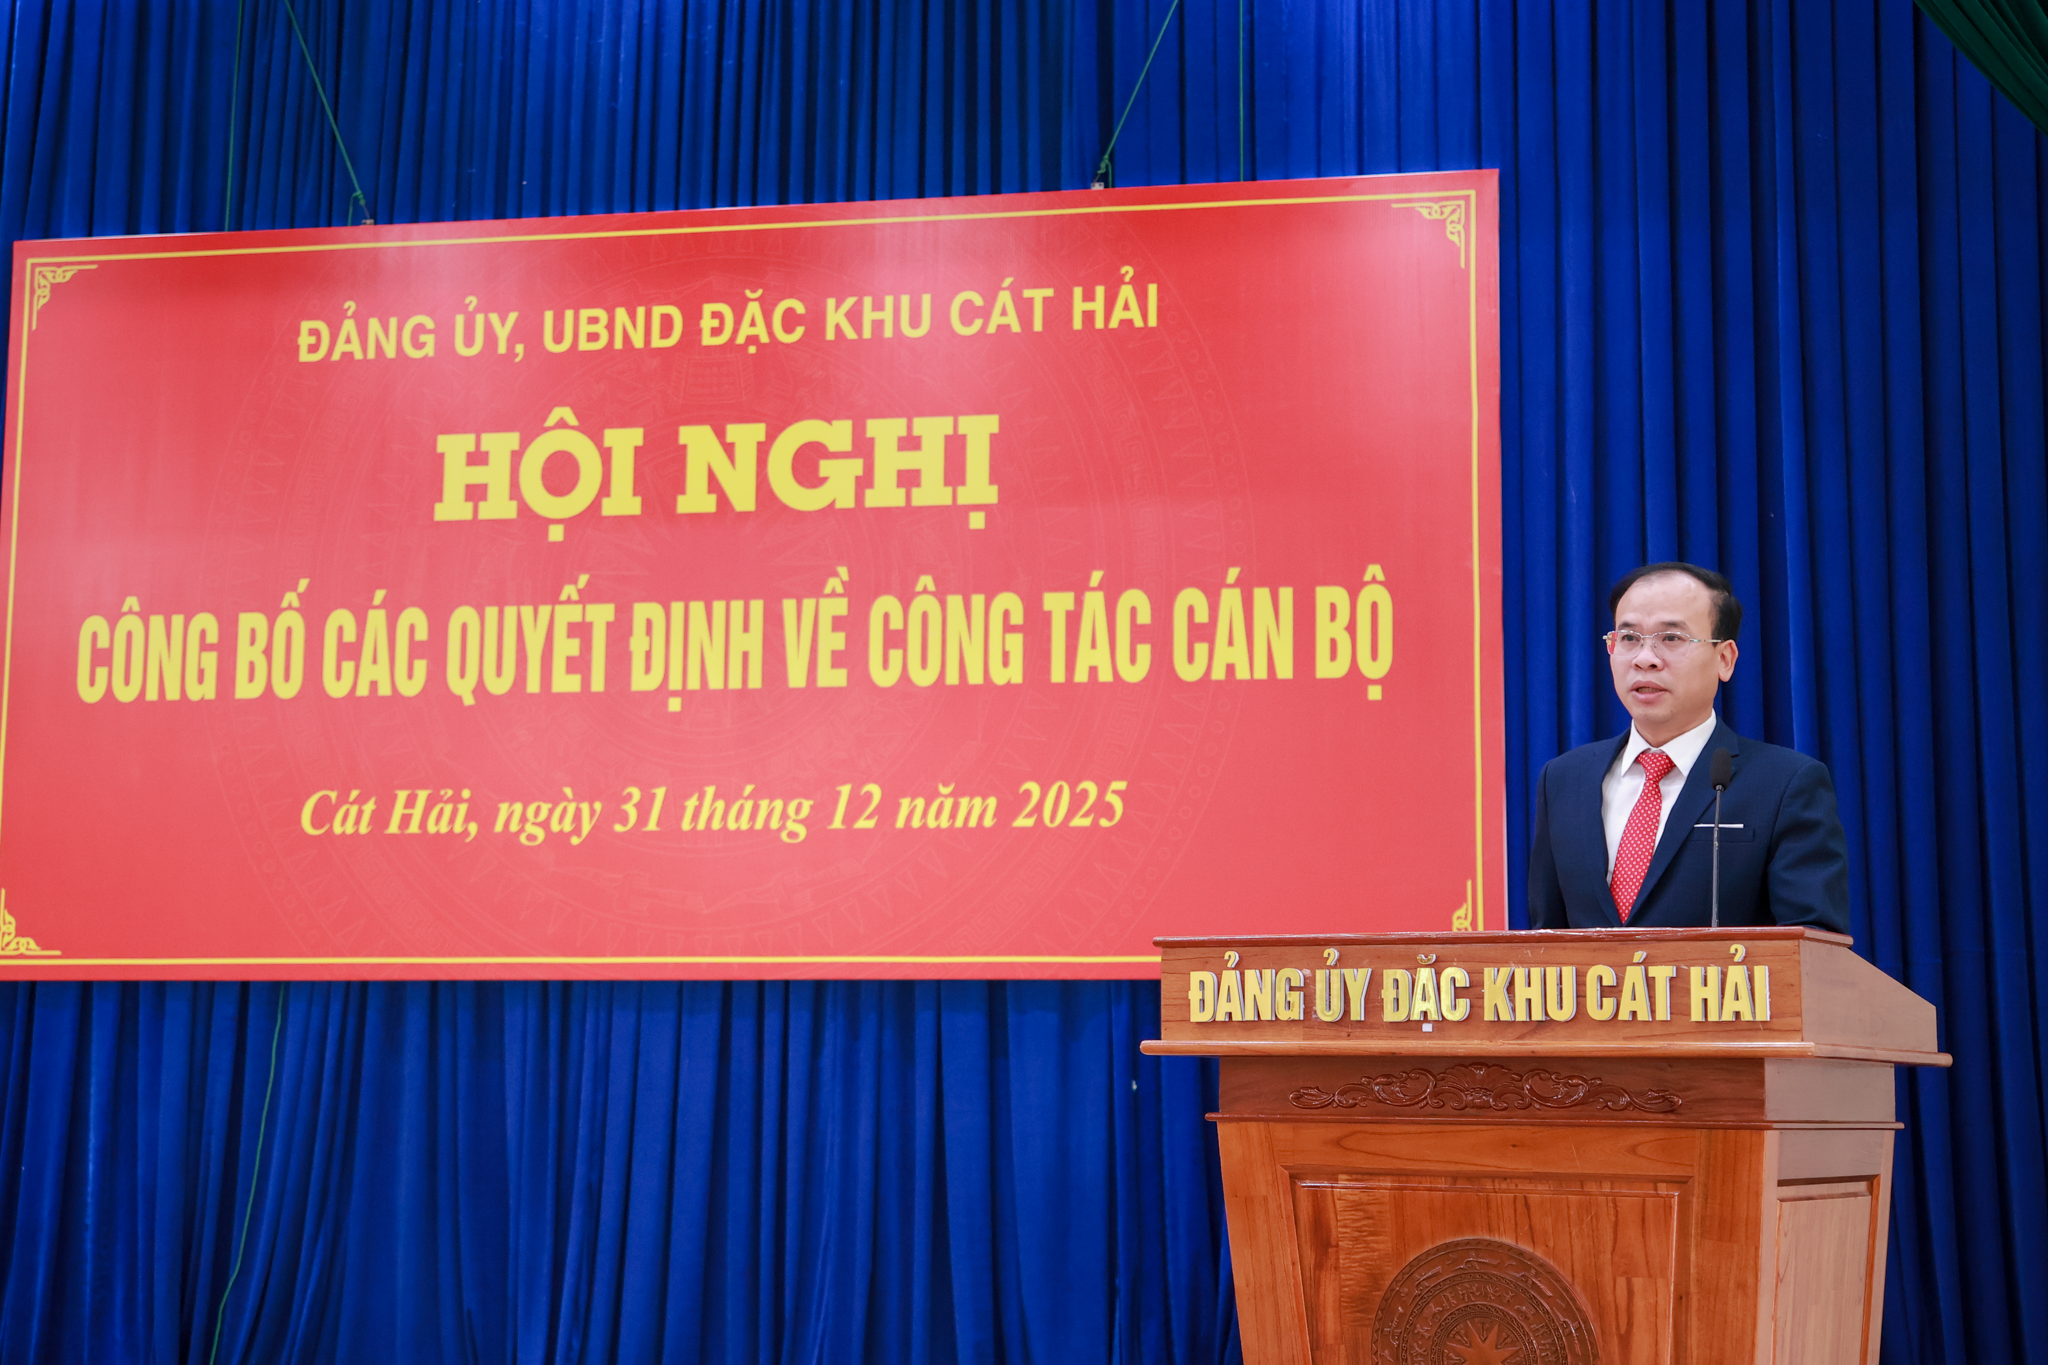 ĐẢNG ỦY, UBND ĐẶC KHU CÁT HẢI
HỘI NGHỊ
CÔNG BỐ CÁC QUYẾT ĐỊNH VỀ CÔNG TÁC CÁN BỘ
Cát Hải, ngày 31 tháng 12 năm 2025
ĐẢNG ỦY ĐẶC KHU CÁT HẢI